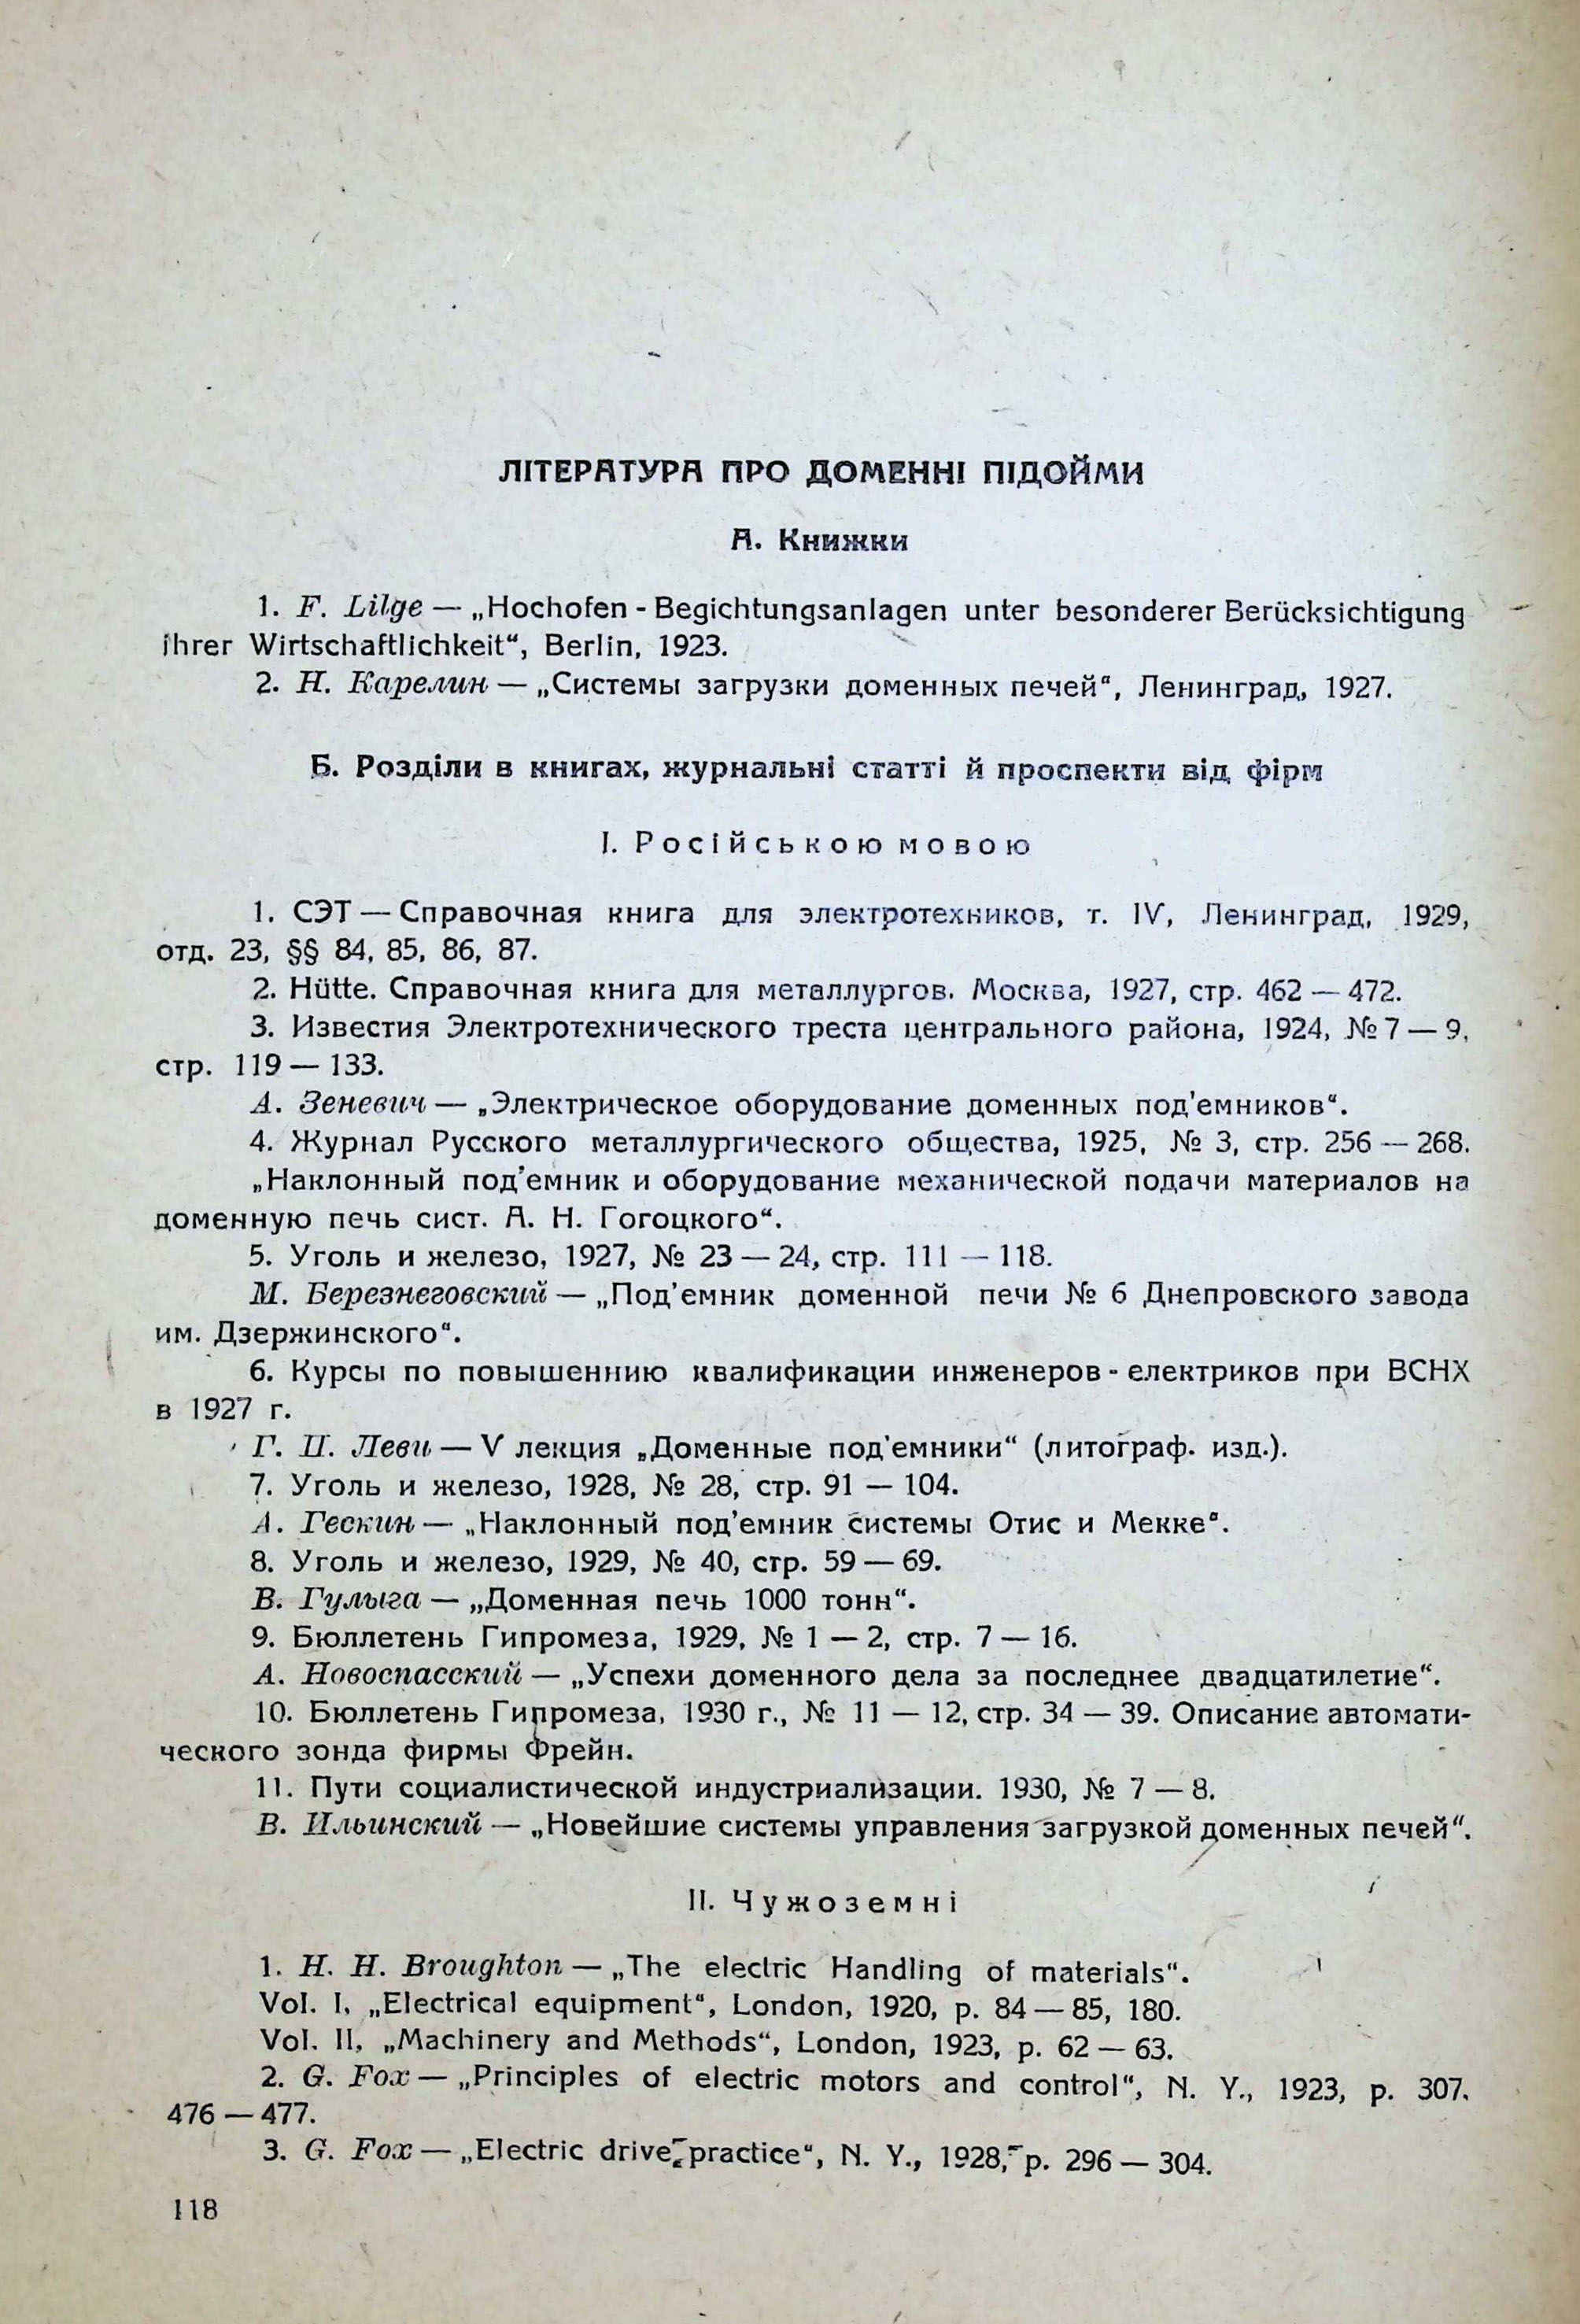 ЛІТЕРАТУРА ПРО ДОМЕННІ ПІДОЙМИ
А. Книжки
1. F. Lilge — „Hochofen - Begichtungsanlagen unter besonderer Berücksichtigung
ihrer Wirtschaftlichkeit“, Berlin, 1923.
2. Н. Карелин — „Системы загрузки доменных печей“, Ленинград, 1927.
Б. Розділи в книгах, журнальні статті й проспекти від фірм
І. Російською мовою
1. СЭТ — Справочная книга для электротехников, т. IV, Ленинград, 1929,
отд. 23, §§ 84, 85, 86, 87.
2. Hütte. Справочная книга для металлургов. Москва, 1927, стр. 462 — 472.
3. Известия Электротехнического треста центрального района, 1924, № 7 — 9,
стр. 119 — 133.
А. Зеневич — „Электрическое оборудование доменных под'емников“.
4. Журнал Русского металлургического общества, 1925, № 3, стр. 256 — 268.
„Наклонный под'емник и оборудование механической подачи материалов на
доменную печь сист. А. Н. Гогоцкого“.
5. Уголь и железо, 1927, № 23 — 24, стр. 111 — 118.
М. Березнеговский — „Под'емник доменной печи № 6 Днепровского завода
им. Дзержинского“.
6. Курсы по повышеннию квалификации инженеров - електриков при ВСНХ
в 1927 г.
Г. П. Леви — V лекция „Доменные под'емники“ (литограф. изд.).
7. Уголь и железо, 1928, № 28, стр. 91 — 104.
А. Гескин — „Наклонный под'емник системы Отис и Мекке“.
8. Уголь и железо, 1929, № 40, стр. 59 — 69.
В. Гулыга — „Доменная печь 1000 тонн“.
9. Бюллетень Гипромеза, 1929, № 1 — 2, стр. 7 — 16.
А. Новоспасский — „Успехи доменного дела за последнее двадцатилетие“.
10. Бюллетень Гипромеза, 1930 г., № 11 — 12, стр. 34 — 39. Описание автомати-
ческого зонда фирмы Фрейн.
11. Пути социалистической индустриализации. 1930, № 7 — 8.
В. Ильинский — „Новейшие системы управления загрузкой доменных печей“.
ІІ. Чужоземні
1. H. H. Broughton — „The electric Handling of materials“.
Vol. I, „Electrical equipment“, London, 1920, p. 84 — 85, 180.
Vol. II, „Machinery and Methods“, London, 1923, p. 62 — 63.
2. G. Fox — „Principles of electric motors and control“, N. Y., 1923, p. 307,
476 — 477.
3. G. Fox — „Electric drive practice“, N. Y., 1928, p. 296 — 304.
118